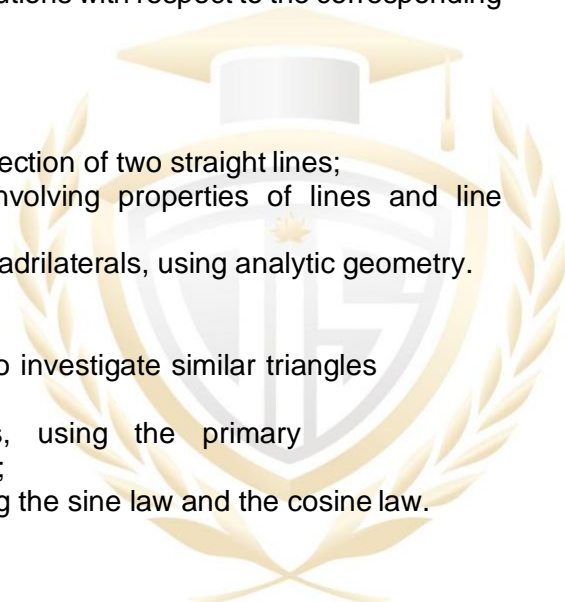 ations with respect to the corresponding
ection of two straight lines;
nvolving properties of lines and line
adrilaterals, using analytic geometry.
o investigate similar triangles
s, using the primary
;
g the sine law and the cosine law.